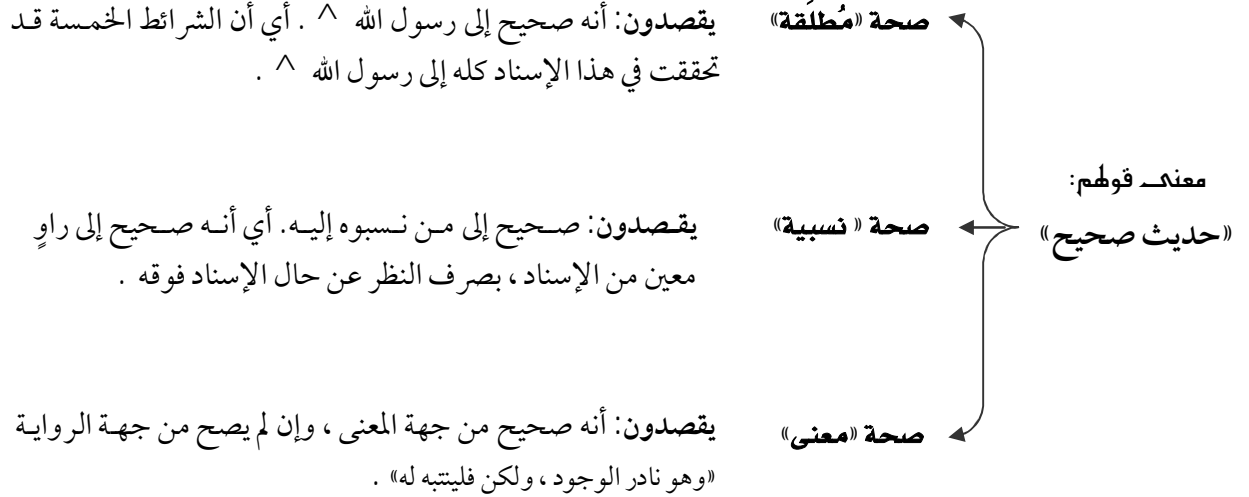 معنى قولهم:
«حديث صحيح»
صحة «مُطلَقة» يقصدون: أنه صحيح إلى رسول الله ^ . أي أن الشرائط الخمسة قد
تحققت في هذا الإسناد كله إلى رسول الله ^ .
صحة « نسبية» يقصدون: صحيح إلى من نسبوه إليه. أي أنه صحيح إلى راوٍ
معين من الإسناد ، بصرف النظر عن حال الإسناد فوقه .
صحة «معنى» يقصدون: أنه صحيح من جهة المعنى ، وإن لم يصح من جهة الرواية
«وهو نادر الوجود ، ولكن فلينتبه له» .